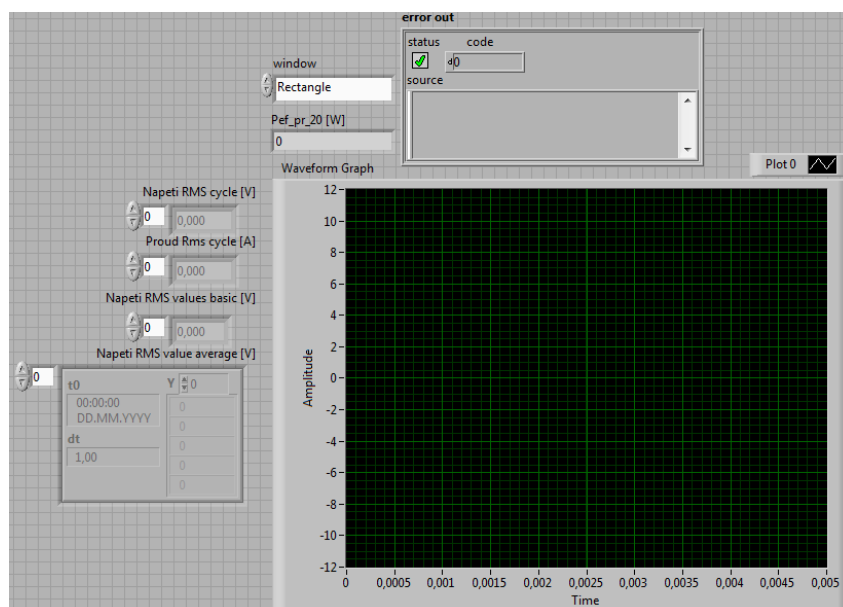 error out
status code
d0
source
window
Rectangle
Pef_pr_20 [W]
0
Waveform Graph
Plot 0
Napeti RMS cycle [V]
0 0,000
Proud Rms cycle [A]
0 0,000
Napeti RMS values basic [V]
0 0,000
Napeti RMS value average [V]
0
t0
00:00:00
DD.MM.YYYY
dt
1,00
Y 0
0
0
0
0
0
Amplitude
12
10
8
6
4
2
0
-2
-4
-6
-8
-10
-12
0 0,0005 0,001 0,0015 0,002 0,0025 0,003 0,0035 0,004 0,0045 0,005
Time